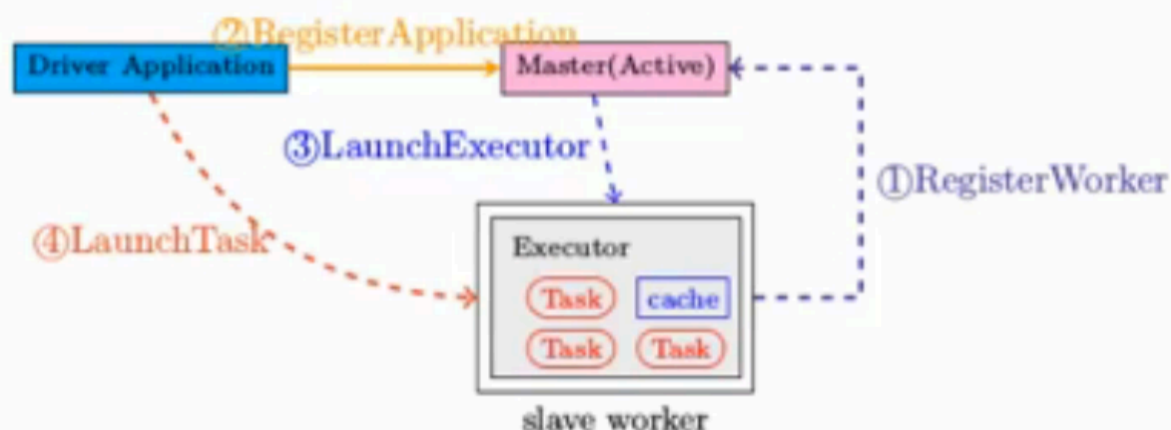 ②RegisterApplication
Driver Application
Master(Active)
③LaunchExecutor
①RegisterWorker
④LaunchTask
Executor
Task
cache
Task
Task
slave worker